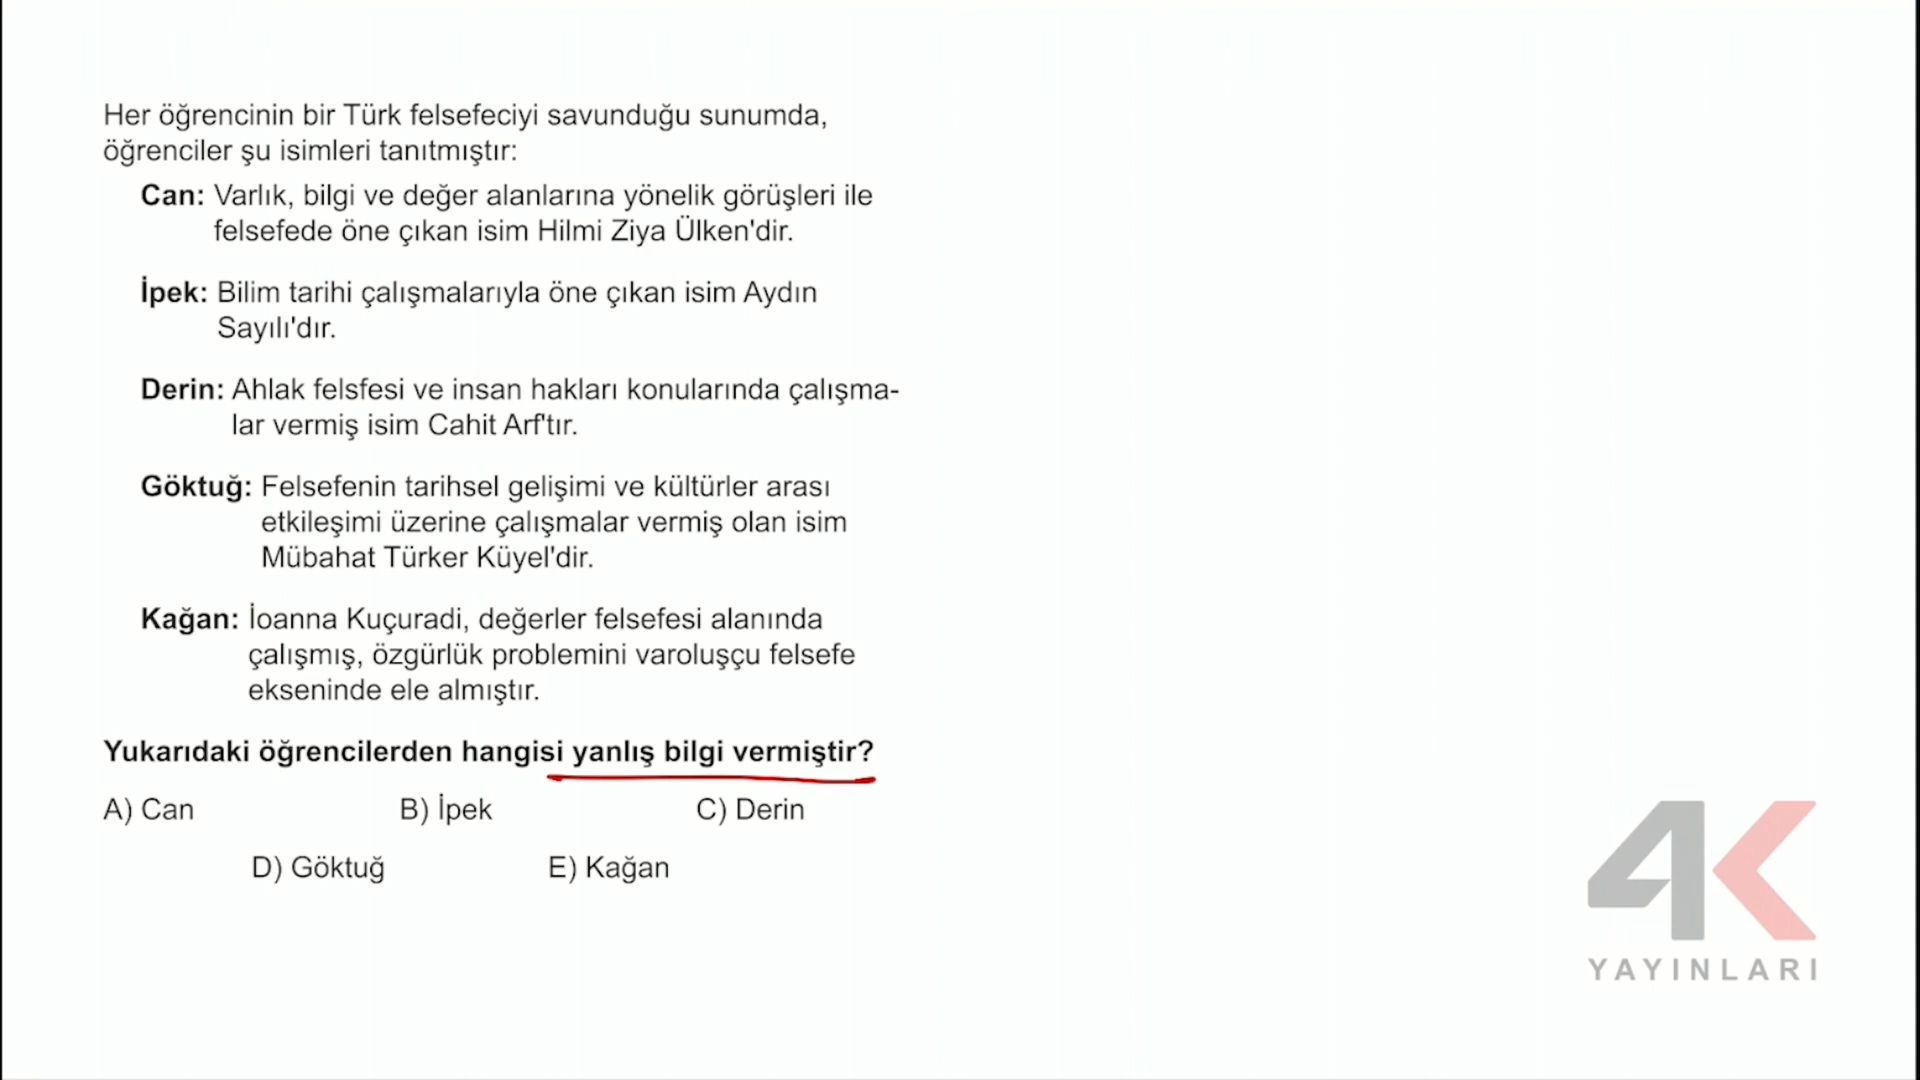 Her öğrencinin bir Türk felsefeciyi savunduğu sunumda,
öğrenciler şu isimleri tanıtmıştır:
Can: Varlık, bilgi ve değer alanlarına yönelik görüşleri ile
felsefede öne çıkan isim Hilmi Ziya Ülken'dir.
İpek: Bilim tarihi çalışmalarıyla öne çıkan isim Aydın
Sayılı'dır.
Derin: Ahlak felsfesi ve insan hakları konularında çalışma-
lar vermiş isim Cahit Arf'tır.
Göktuğ: Felsefenin tarihsel gelişimi ve kültürler arası
etkileşimi üzerine çalışmalar vermiş olan isim
Mübahat Türker Küyel'dir.
Kağan: İoanna Kuçuradi, değerler felsefesi alanında
çalışmış, özgürlük problemini varoluşçu felsefe
ekseninde ele almıştır.
Yukarıdaki öğrencilerden hangisi yanlış bilgi vermiştir?
A) Can B) İpek C) Derin
D) Göktuğ E) Kağan
4K
YAYINLARI